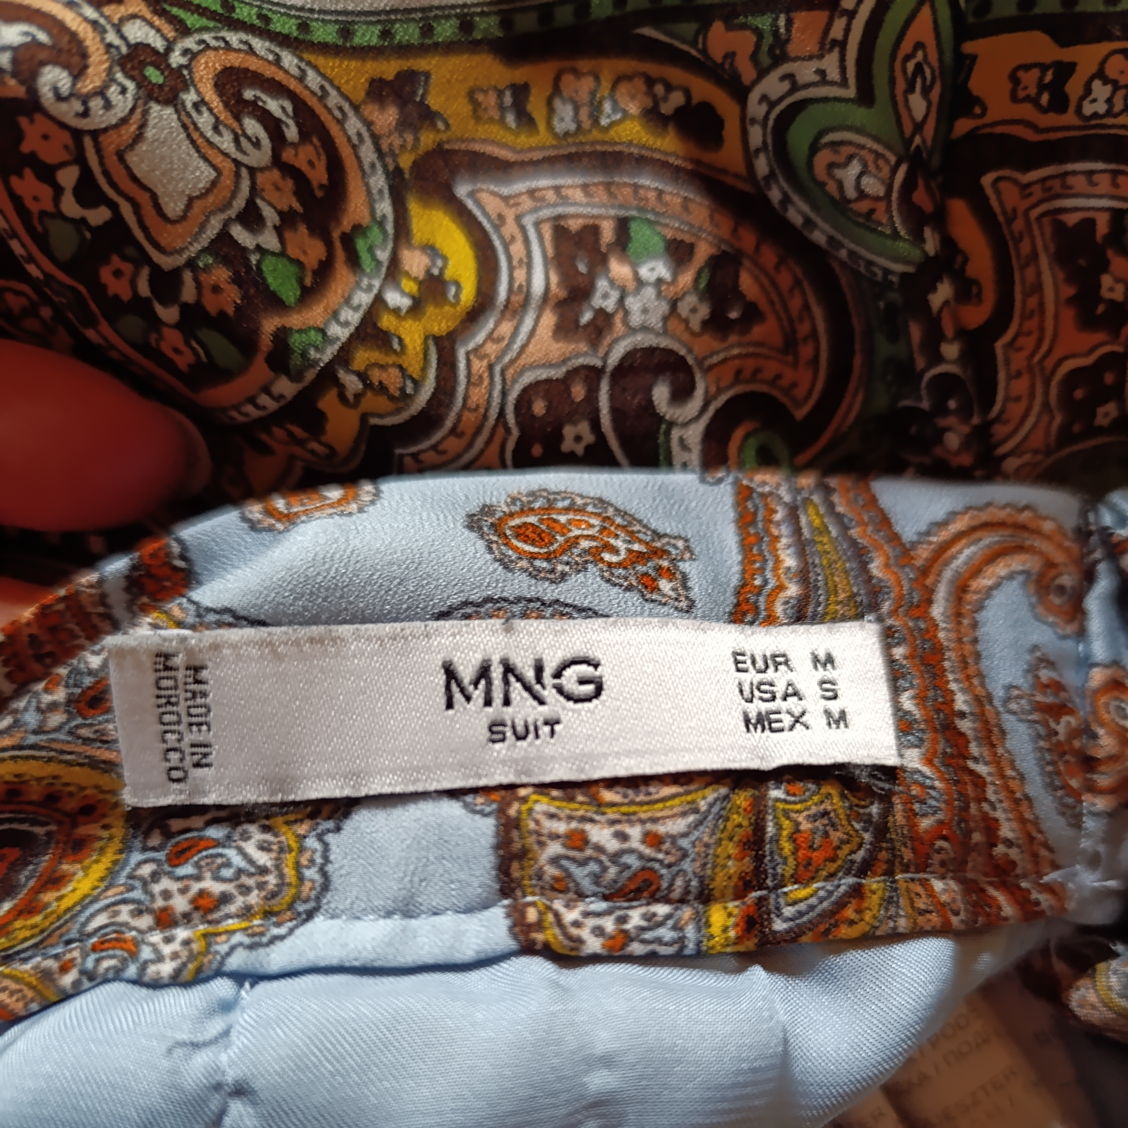 MADE IN
MOROCCO
MNG
SUIT
EUR M
USA S
MEX M